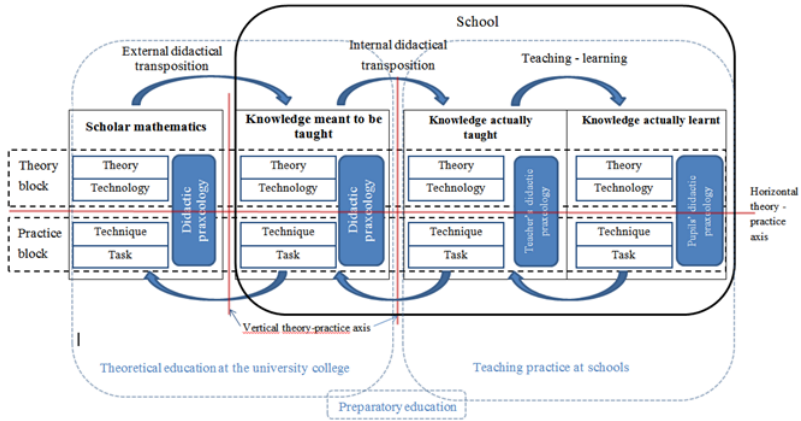 School
External didactical
transposition
Internal didactical
transposition
Teaching - learning
Scholar mathematics
Knowledge meant to be
taught
Knowledge actually
taught
Knowledge actually learnt
Theory
block
Theory
Technology
Didactic
praxeology
Theory
Technology
Didactic
praxeology
Theory
Technology
Teacher's didactic
praxeology
Theory
Technology
Pupils' didactic
praxeology
Horizontal
theory -
practice
axis
Practice
block
Technique
Task
Technique
Task
Technique
Task
Technique
Task
Vertical theory-practice axis
Theoretical education at the university college
Teaching practice at schools
Preparatory education